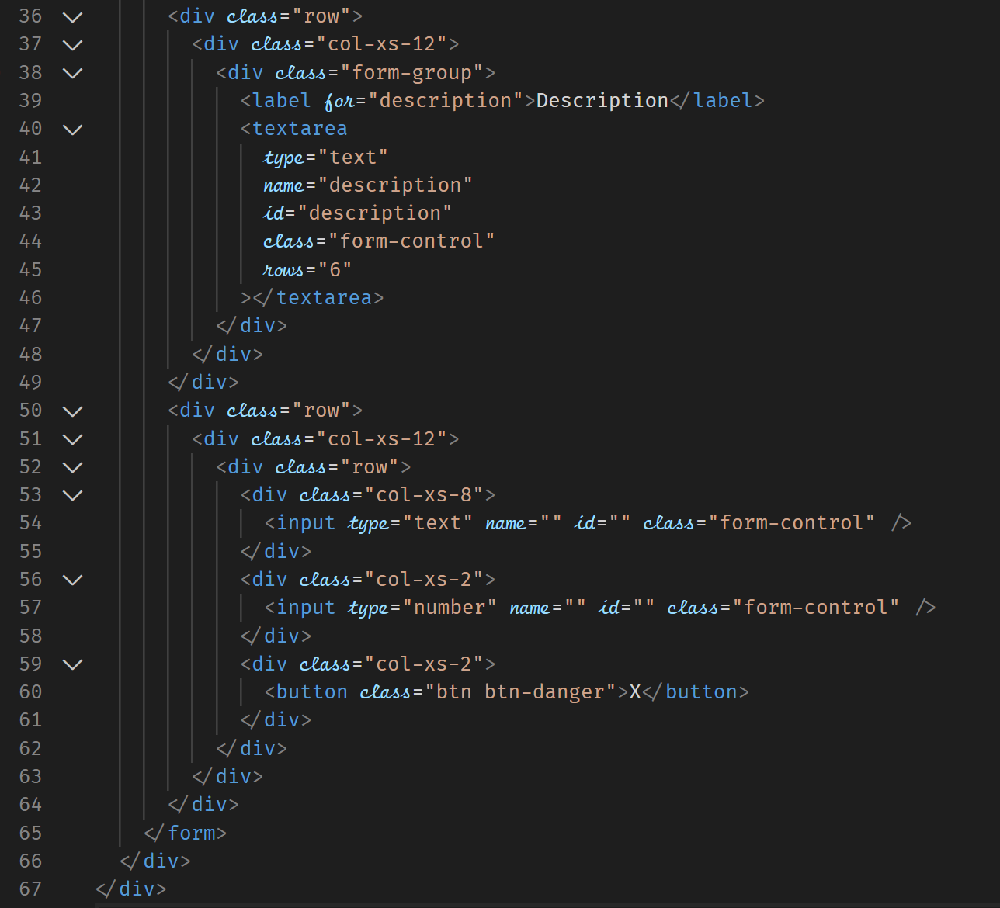 36 <div class="row">
37 <div class="col-xs-12">
38 <div class="form-group">
39 <label for="description">Description</label>
40 <textarea
41 type="text"
42 name="description"
43 id="description"
44 class="form-control"
45 rows="6"
46 ></textarea>
47 </div>
48 </div>
49 </div>
50 <div class="row">
51 <div class="col-xs-12">
52 <div class="row">
53 <div class="col-xs-8">
54 <input type="text" name="" id="" class="form-control" />
55 </div>
56 <div class="col-xs-2">
57 <input type="number" name="" id="" class="form-control" />
58 </div>
59 <div class="col-xs-2">
60 <button class="btn btn-danger">X</button>
61 </div>
62 </div>
63 </div>
64 </div>
65 </form>
66 </div>
67 </div>